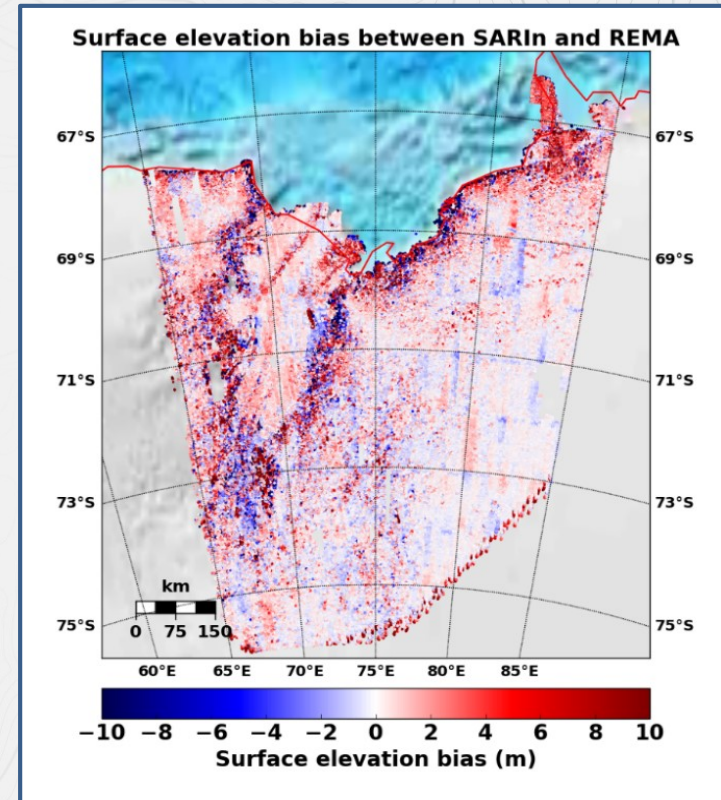 Surface elevation bias between SARIn and REMA
67°S 67°S
69°S 69°S
71°S 71°S
73°S 73°S
km
0 75 150
75°S 75°S
60°E 65°E 70°E 75°E 80°E 85°E
−10 −8 −6 −4 −2 0 2 4 6 8 10
Surface elevation bias (m)